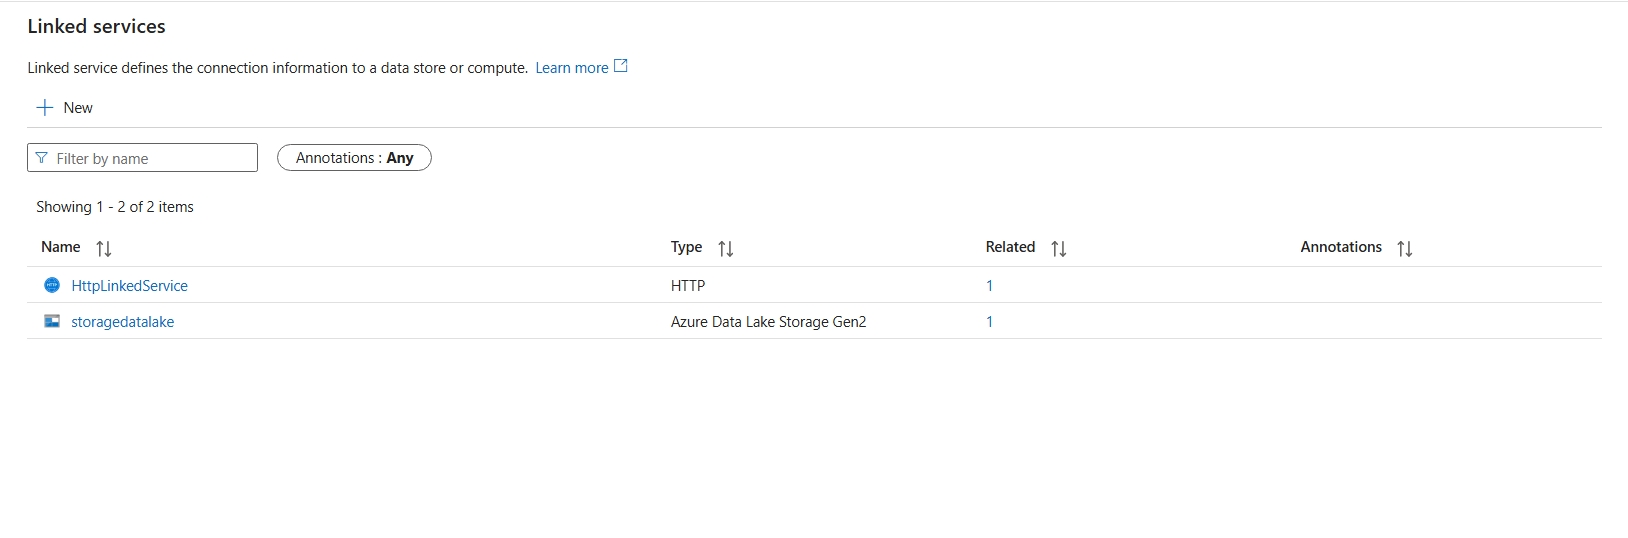 Linked services
Linked service defines the connection information to a data store or compute. Learn more
New
Filter by name
Annotations : Any
Showing 1 - 2 of 2 items
Name Type Related Annotations
HttpLinkedService HTTP 1
storagedatalake Azure Data Lake Storage Gen2 1